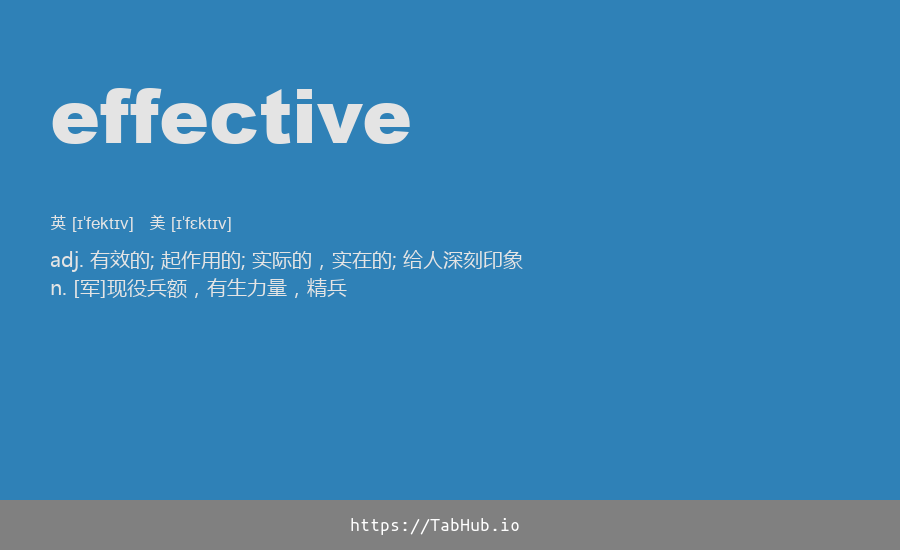 effective
英 [ɪ'fektɪv] 美 [ɪ'fɛktɪv]
adj. 有效的; 起作用的; 实际的，实在的; 给人深刻印象
n. [军]现役兵额，有生力量，精兵
https://TabHub.io